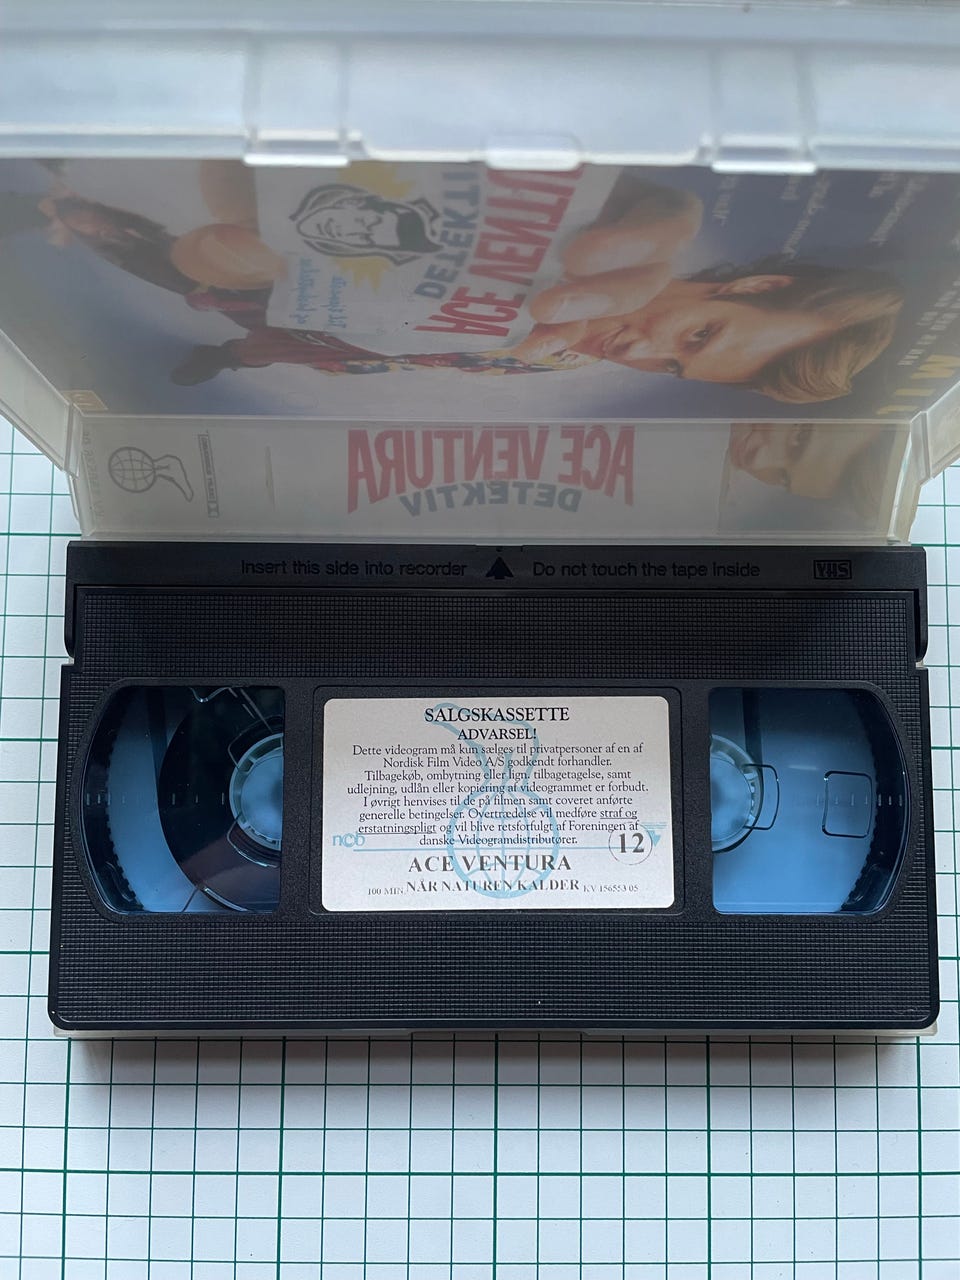 DETEKTIV
ACE VENTURA
ACE VENTURA
DETEKTIV
Insert this side into recorder Do not touch the tape inside VHS
SALGSKASSETTE
ADVARSEL!
Dette videogram må kun sælges til privatpersoner af en af
Nordisk Film Video A/S godkendt forhandler.
Tilbagekøb, ombytning eller lign. tilbagetagelse, samt
udlejning, udlån eller kopiering af videogrammet er forbudt.
I øvrigt henvises til de på filmen samt coveret anførte
generelle betingelser. Overtrædelse vil medføre straf og
erstatningspligt og vil blive retsforfulgt af Foreningen af
danske Videogramdistributører.
ncb
12
ACE VENTURA
100 MIN. NÅR NATUREN KALDER KV 156553 05